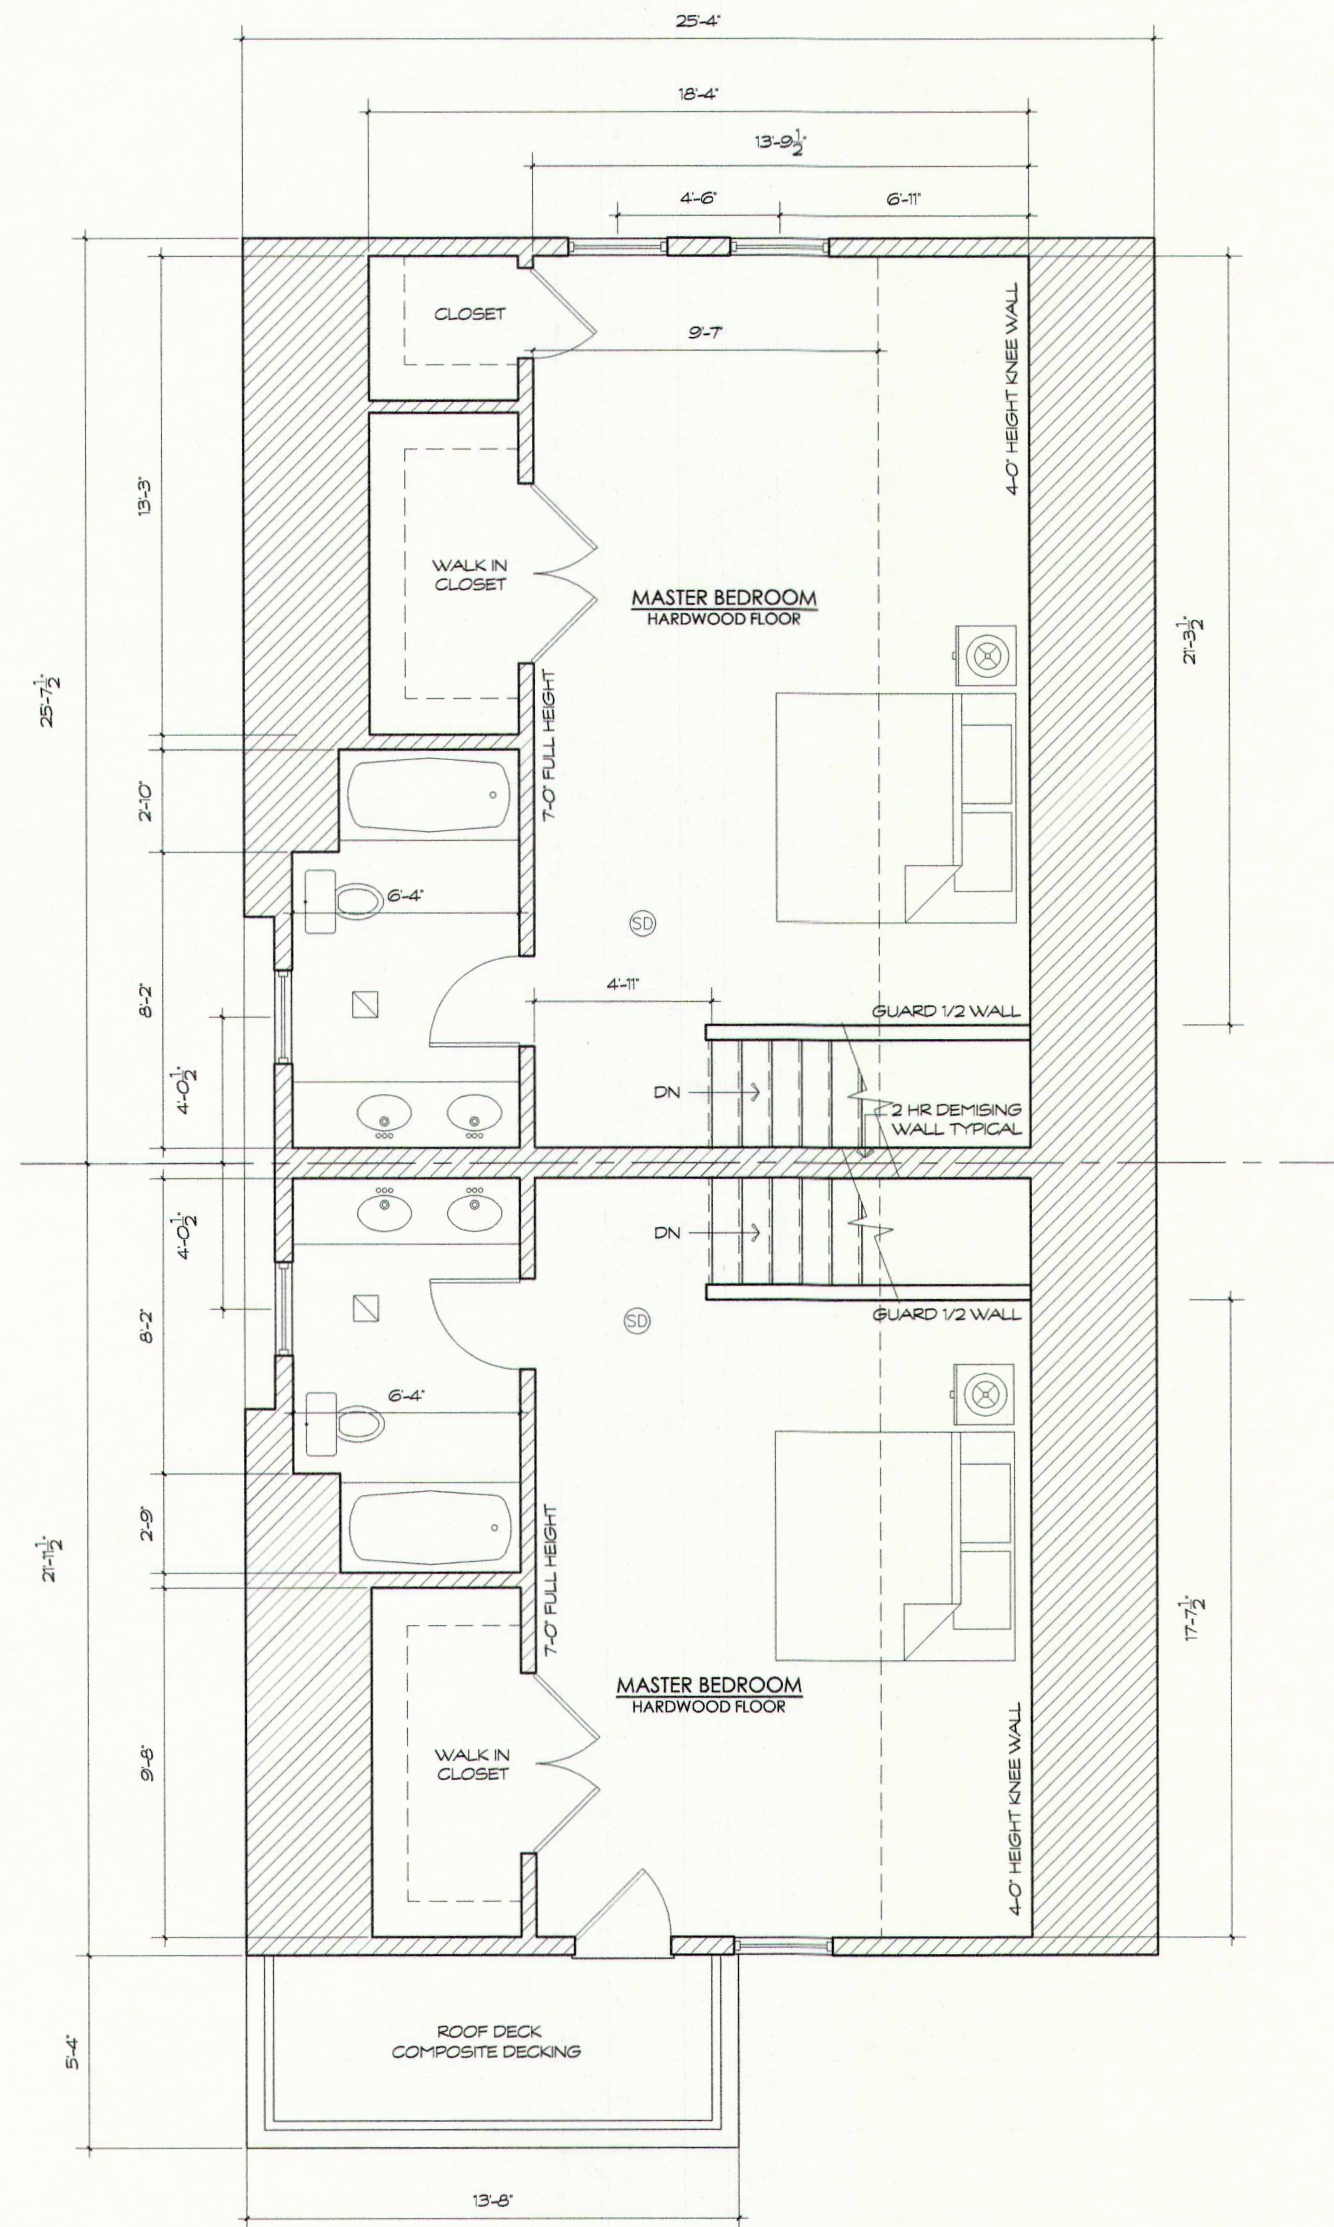 25'-4"
18'-4"
13'-9 1/2"
4'-6"
6'-11"
CLOSET
9'-7"
4'-0" HEIGHT KNEE WALL
13'-3"
WALK IN
CLOSET
MASTER BEDROOM
HARDWOOD FLOOR
21'-3 1/2"
25'-7 1/2"
7'-0" FULL HEIGHT
2'-10"
6'-4"
SD
4'-11"
8'-2"
GUARD 1/2 WALL
4'-0 1/2"
DN
2 HR DEMISING
WALL TYPICAL
4'-0 1/2"
DN
8'-2"
SD
GUARD 1/2 WALL
6'-4"
2'-9"
21'-11 1/2"
7'-0" FULL HEIGHT
17'-7 1/2"
MASTER BEDROOM
HARDWOOD FLOOR
9'-8"
WALK IN
CLOSET
4'-0" HEIGHT KNEE WALL
ROOF DECK
COMPOSITE DECKING
5'-4"
13'-8"